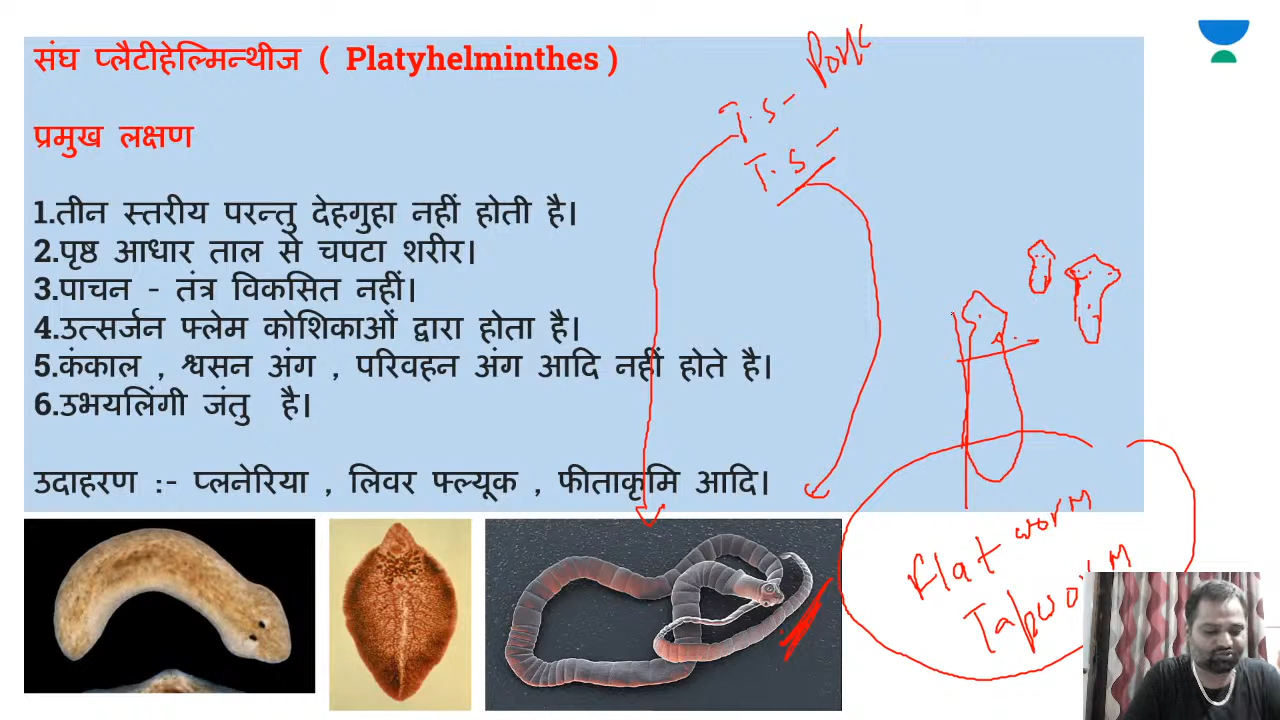 संघ प्लैटीहेल्मिन्थीज ( Platyhelminthes )
प्रमुख लक्षण
1.तीन स्तरीय परन्तु देहगुहा नहीं होती है।
2.पृष्ठ आधार ताल से चपटा शरीर।
3.पाचन - तंत्र विकसित नहीं।
4.उत्सर्जन फ्लेम कोशिकाओं द्वारा होता है।
5.कंकाल , श्वसन अंग , परिवहन अंग आदि नहीं होते है।
6.उभयलिंगी जंतु है।
उदाहरण :- प्लनेरिया , लिवर फ्ल्यूक , फीताकृमि आदि।
T.S- Pork
T.S-
Flat worm